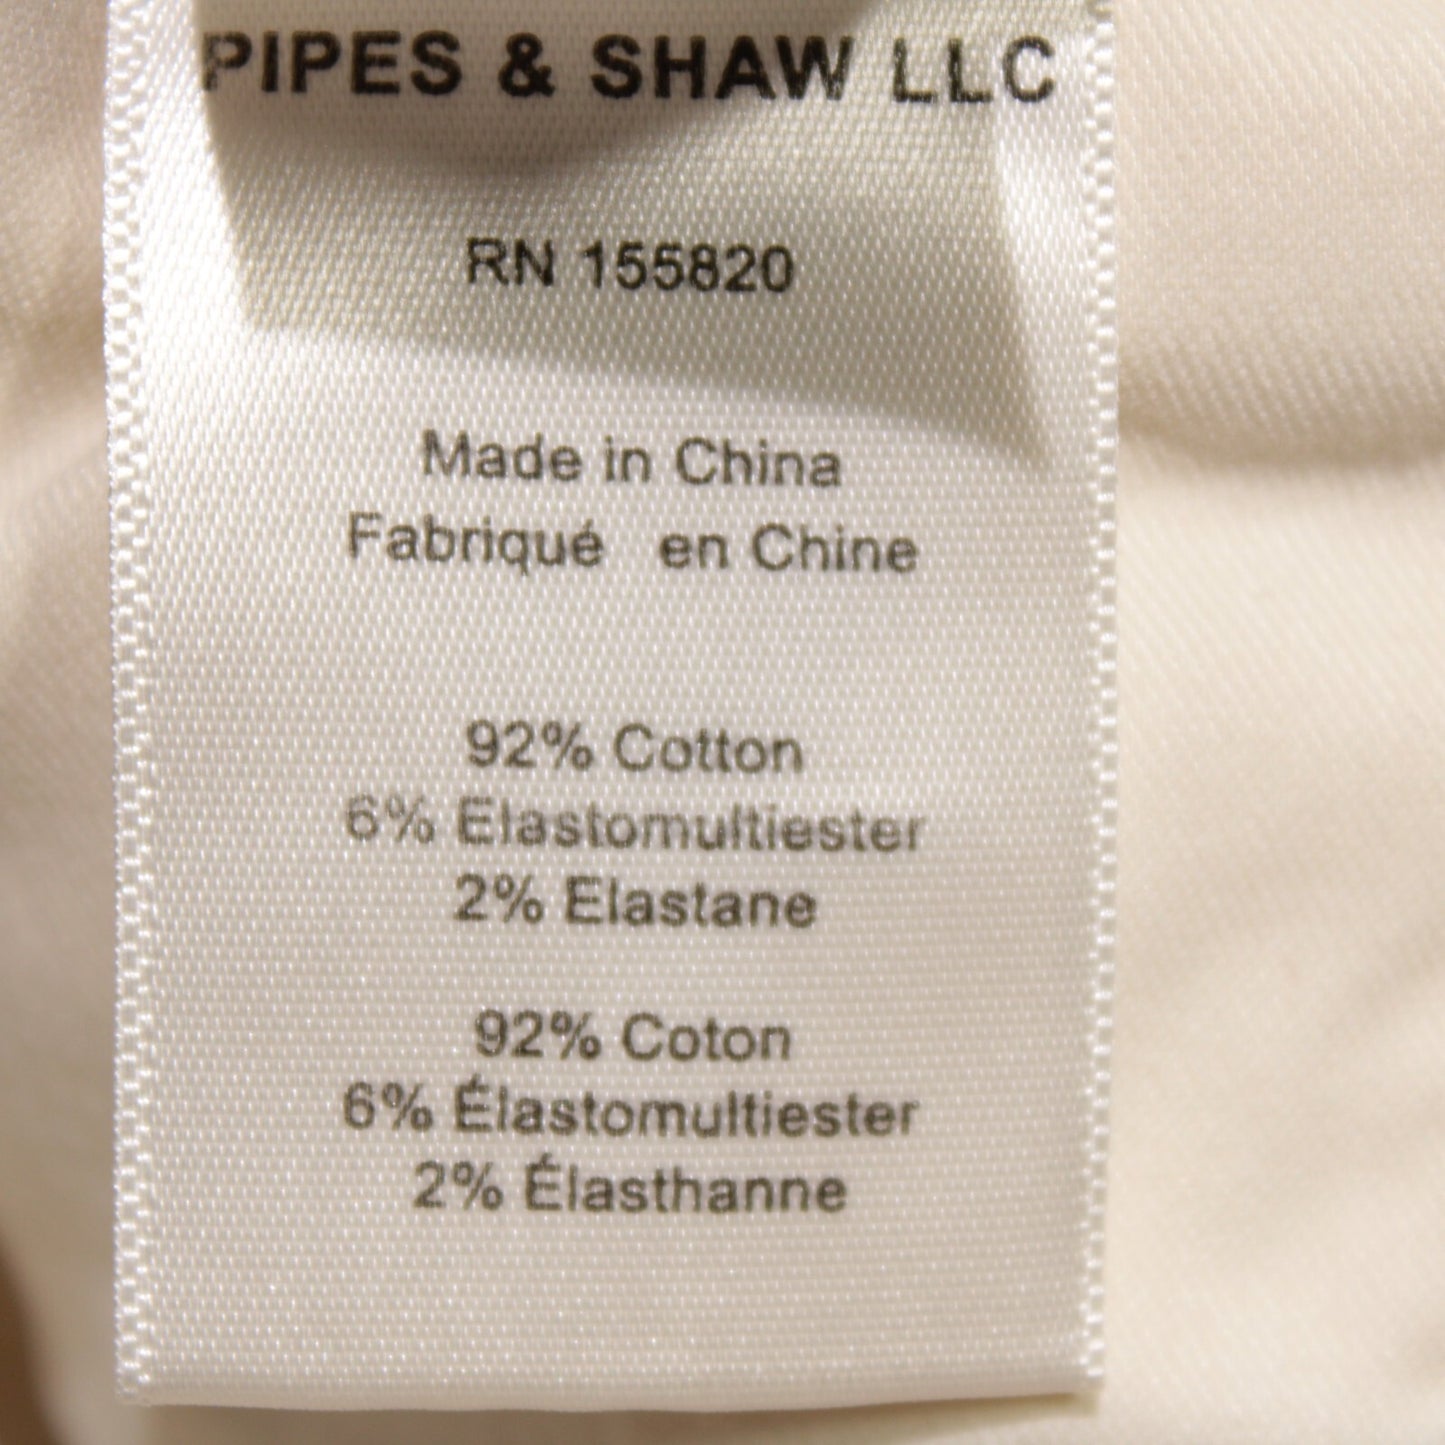 PIPES & SHAW LLC
RN 155820
Made in China
Fabriqué en Chine
92% Cotton
6% Elastomultiester
2% Elastane
92% Coton
6% Élastomultiester
2% Élasthanne